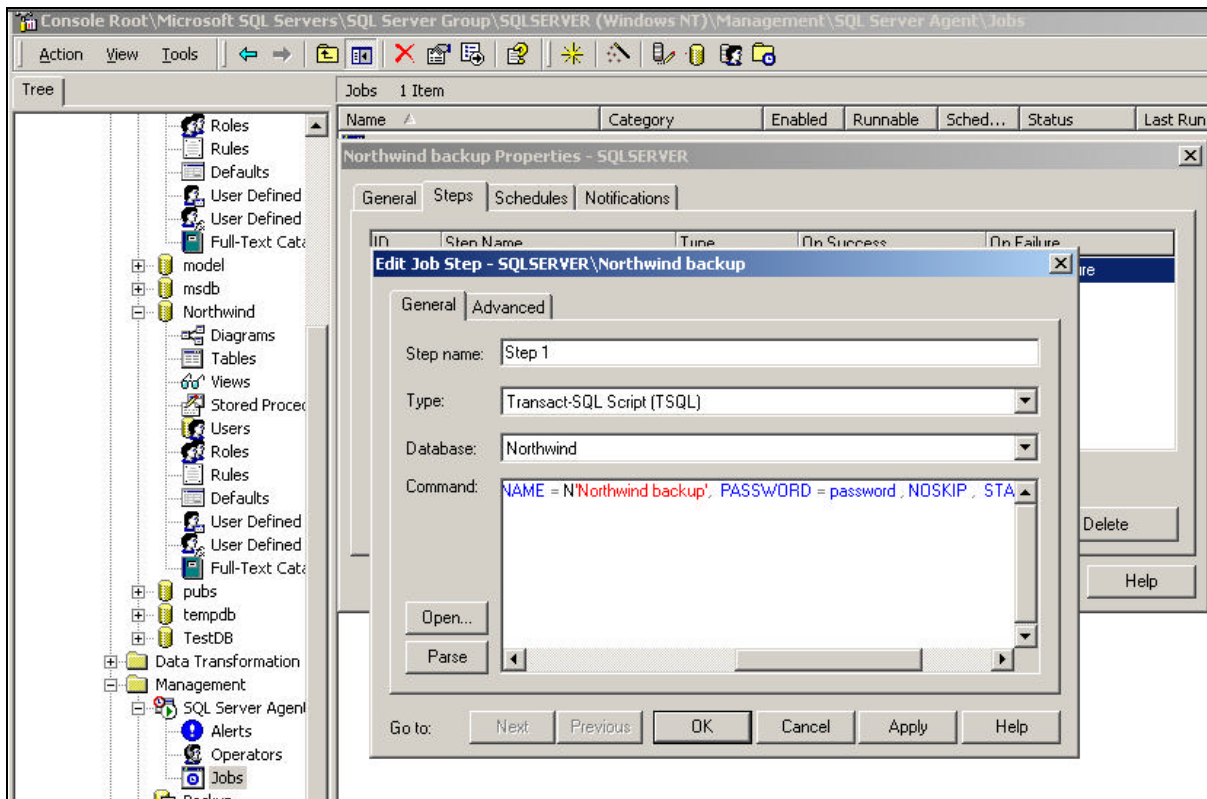 Console Root\Microsoft SQL Servers\SQL Server Group\SQLSERVER (Windows NT)\Management\SQL Server Agent\Jobs
Action View Tools
Tree
Jobs 1 Item
Name Category Enabled Runnable Sched... Status Last Run
Roles
Rules
Defaults
User Defined
User Defined
Full-Text Cata
model
msdb
Northwind
Diagrams
Tables
Views
Stored Proced
Users
Roles
Rules
Defaults
User Defined
User Defined
Full-Text Cata
pubs
tempdb
TestDB
Data Transformation
Management
SQL Server Agent
Alerts
Operators
Jobs
Backup
Northwind backup Properties - SQLSERVER
General Steps Schedules Notifications
ID Step Name Type On Success On Failure
ure
Edit Job Step - SQLSERVER\Northwind backup
General Advanced
Step name: Step 1
Type: Transact-SQL Script (TSQL)
Database: Northwind
Command: NAME = N'Northwind backup', PASSWORD = password , NOSKIP , STA
Open...
Parse
Go to: Next Previous OK Cancel Apply Help
Delete
Help